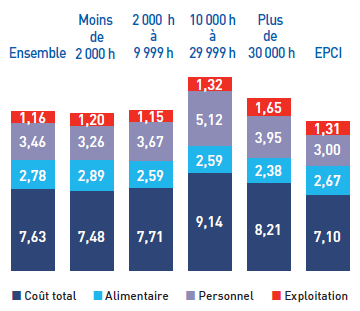 Ensemble
Moins
de
2 000 h
2 000 h
à
9 999 h
10 000 h
à
29 999 h
Plus
de
30 000 h
EPCI
1,16 1,20 1,15 1,32 1,65 1,31
3,46 3,26 3,67 5,12 3,95 3,00
2,78 2,89 2,59 2,59 2,38 2,67
7,63 7,48 7,71 9,14 8,21 7,10
Coût total Alimentaire Personnel Exploitation